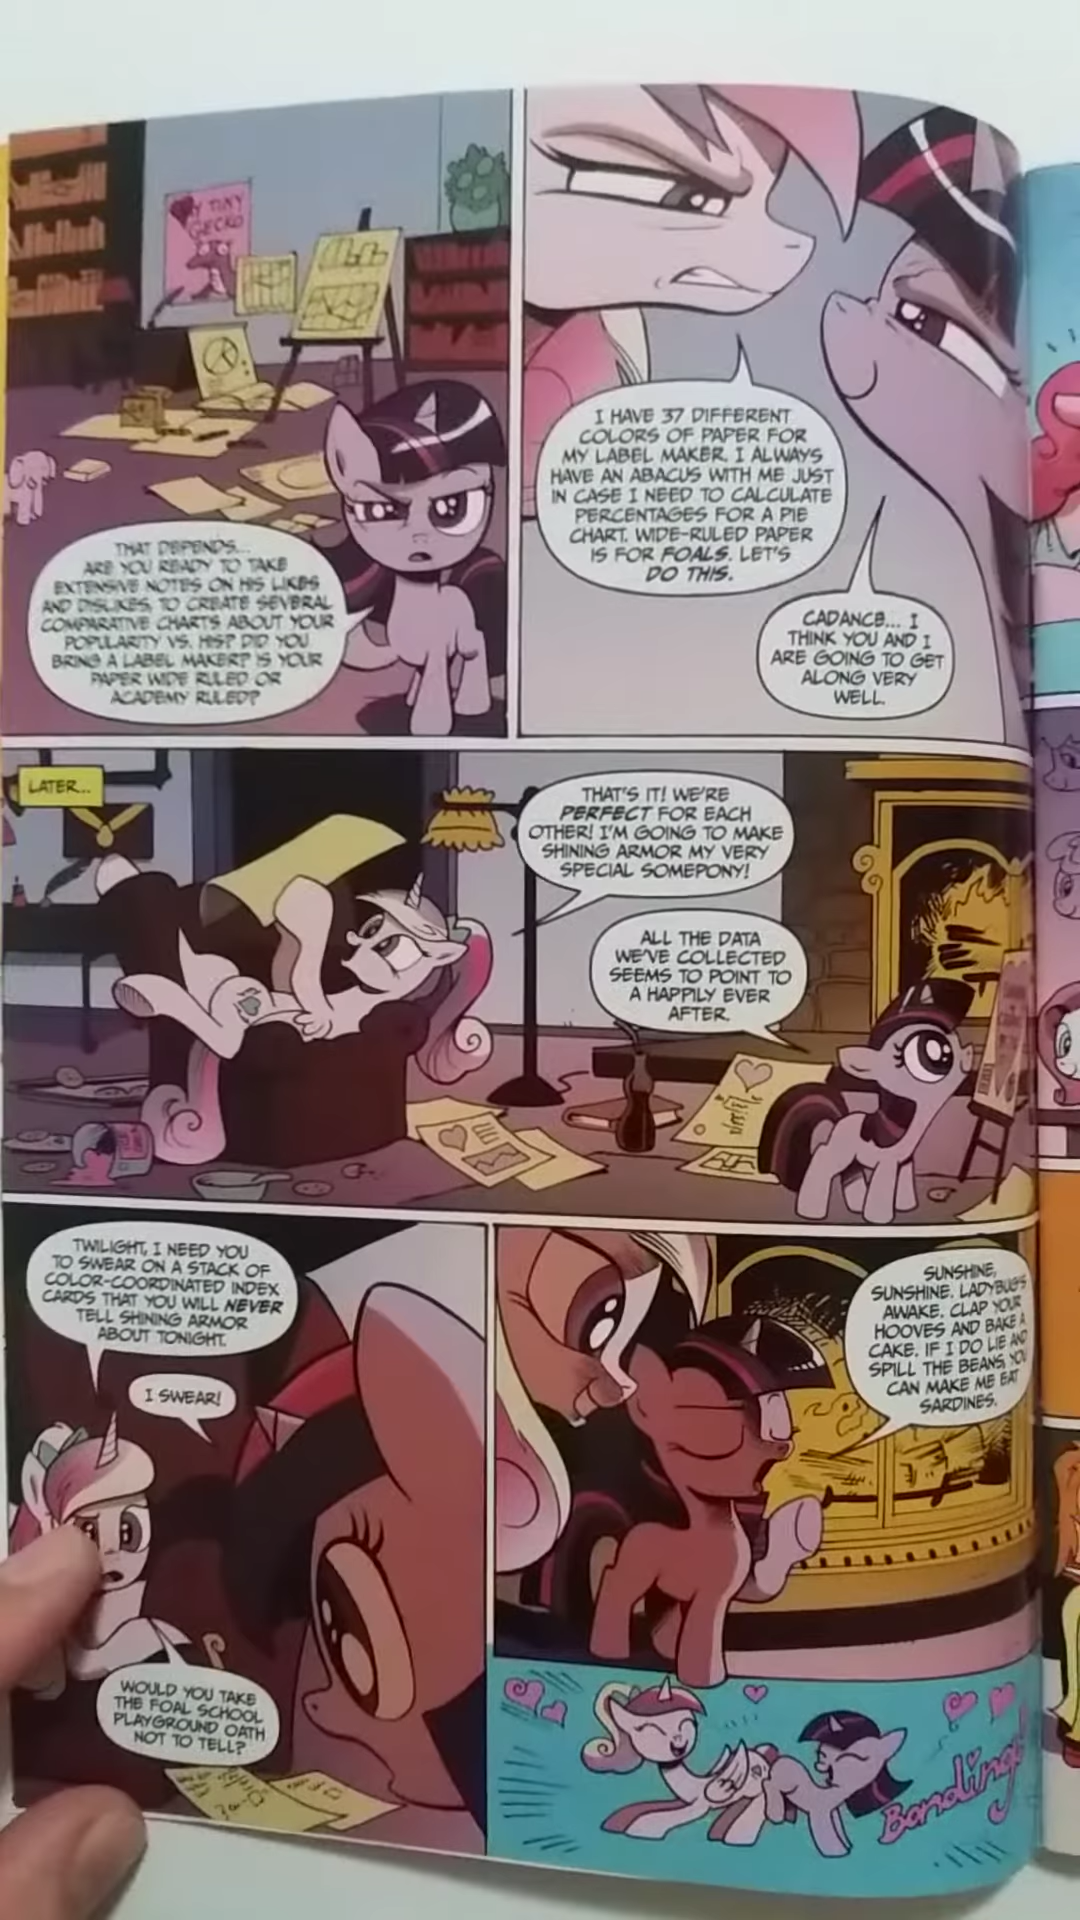 MY TINY
GECKO
THAT DEPENDS...
ARE YOU READY TO TAKE
EXTENSIVE NOTES ON HIS LIKES
AND DISLIKES, TO CREATE SEVERAL
COMPARATIVE CHARTS ABOUT YOUR
POPULARITY VS. HIS? DID YOU
BRING A LABEL MAKER? IS YOUR
PAPER WIDE RULED OR
ACADEMY RULED?
I HAVE 37 DIFFERENT
COLORS OF PAPER FOR
MY LABEL MAKER. I ALWAYS
HAVE AN ABACUS WITH ME JUST
IN CASE I NEED TO CALCULATE
PERCENTAGES FOR A PIE
CHART. WIDE-RULED PAPER
IS FOR FOALS. LET'S
DO THIS.
CADANCE... I
THINK YOU AND I
ARE GOING TO GET
ALONG VERY
WELL.
LATER...
THAT'S IT! WE'RE
PERFECT FOR EACH
OTHER! I'M GOING TO MAKE
SHINING ARMOR MY VERY
SPECIAL SOMEPONY!
ALL THE DATA
WE'VE COLLECTED
SEEMS TO POINT TO
A HAPPILY EVER
AFTER.
TWILIGHT, I NEED YOU
TO SWEAR ON A STACK OF
COLOR-COORDINATED INDEX
CARDS THAT YOU WILL NEVER
TELL SHINING ARMOR
ABOUT TONIGHT.
I SWEAR!
WOULD YOU TAKE
THE FOAL SCHOOL
PLAYGROUND OATH
NOT TO TELL?
SUNSHINE,
SUNSHINE, LADYBUGS
AWAKE. CLAP YOUR
HOOVES AND BAKE A
CAKE. IF I DO LIE AND
SPILL THE BEANS, YOU
CAN MAKE ME EAT
SARDINES.
Bonding!